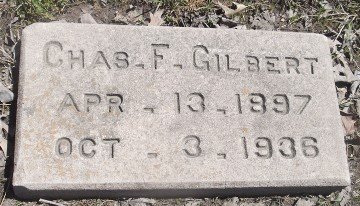 CHAS. F. GILBERT
APR. 13. 1897
OCT. 3. 1936